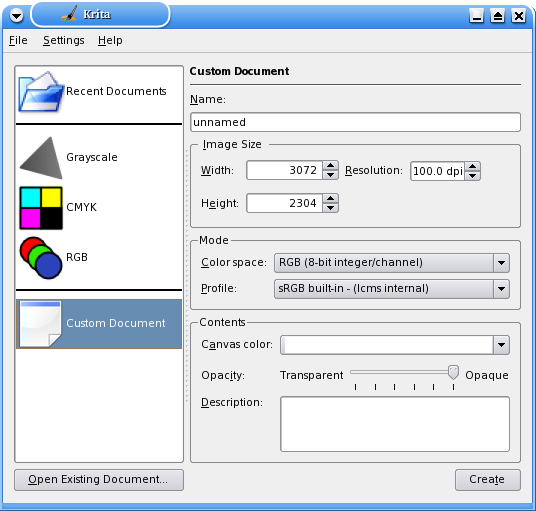 Krita
File Settings Help
Recent Documents
Grayscale
CMYK
RGB
Custom Document
Open Existing Document...
Custom Document
Name:
unnamed
Image Size
Width: 3072 Resolution: 100.0 dpi
Height: 2304
Mode
Color space: RGB (8-bit integer/channel)
Profile: sRGB built-in - (lcms internal)
Contents
Canvas color:
Opacity: Transparent Opaque
Description:
Create